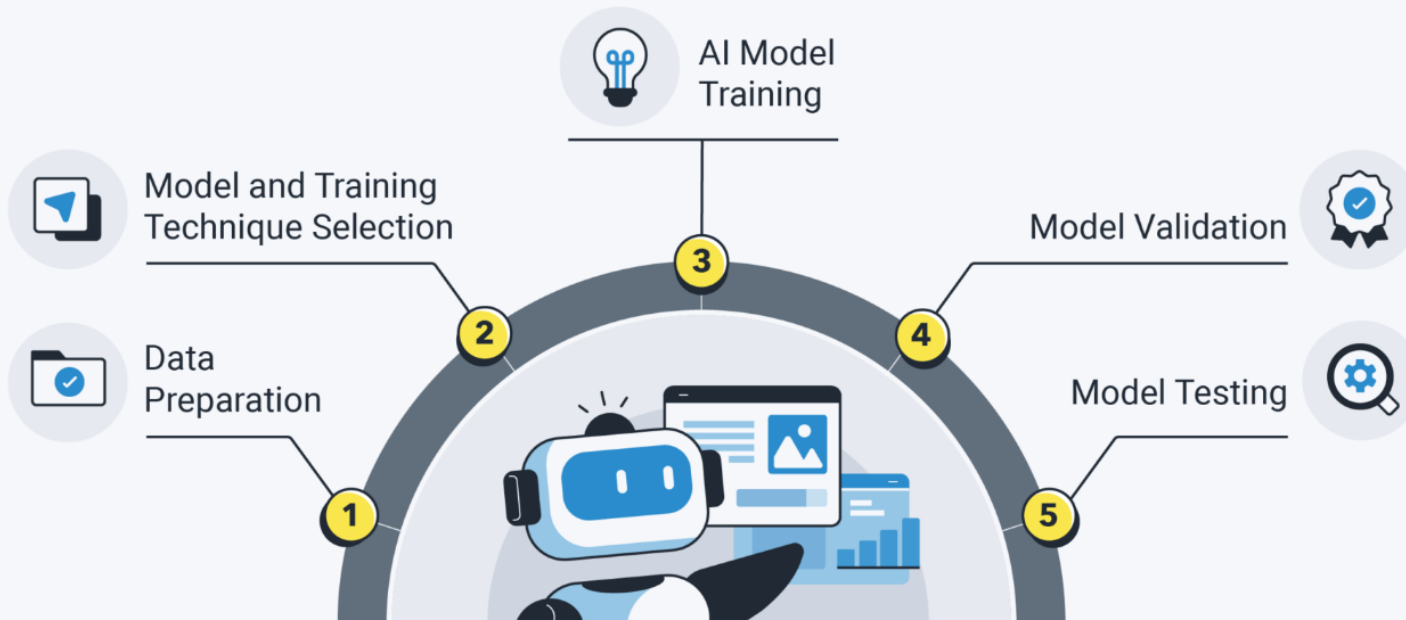 1
Data
Preparation
2
Model and Training
Technique Selection
3
AI Model
Training
4
Model Validation
5
Model Testing